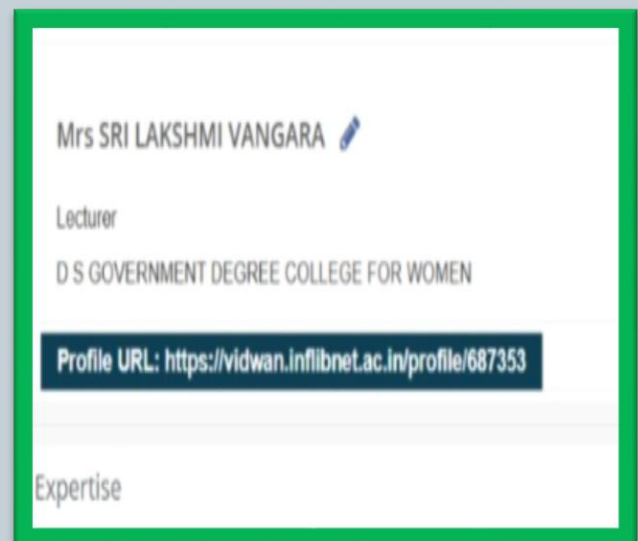 Mrs SRI LAKSHMI VANGARA
Lecturer
D S GOVERNMENT DEGREE COLLEGE FOR WOMEN
Profile URL: https://vidwan.inflibnet.ac.in/profile/687353
Expertise